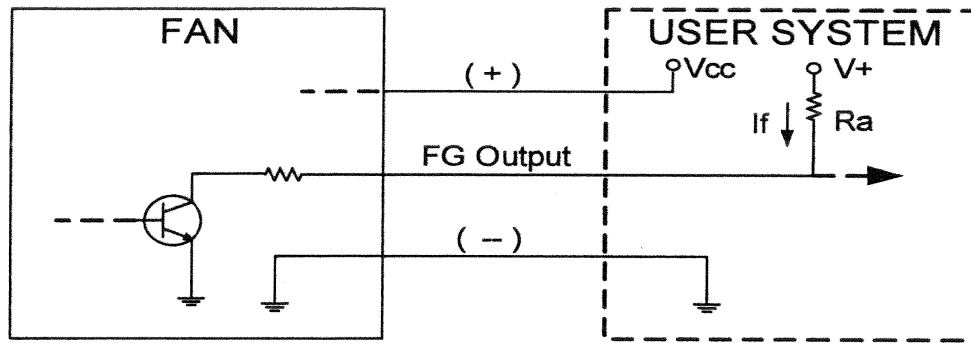 FAN
USER SYSTEM
( + )
Vcc
V+
If
Ra
FG Output
( -- )